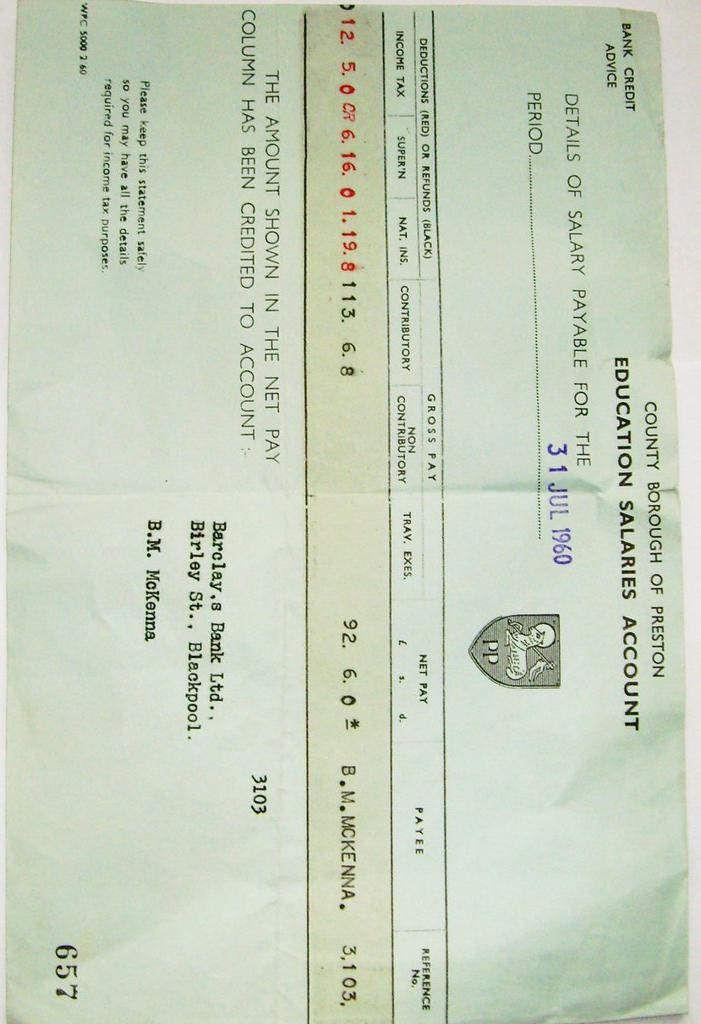 BANK CREDIT
ADVICE
COUNTY BOROUGH OF PRESTON
EDUCATION SALARIES ACCOUNT
DETAILS OF SALARY PAYABLE FOR THE
PERIOD 31 JUL 1960
PP
DEDUCTIONS (RED) OR REFUNDS (BLACK) GROSS PAY NET PAY PAYEE REFERENCE No.
INCOME TAX SUPER'N NAT. INS. CONTRIBUTORY NON CONTRIBUTORY TRAV. EXES. £ s. d.
12. 5. 0 CR 6. 16. 0 1. 19. 8 113. 6. 8 92. 6. 0 * B.M.MCKENNA. 3,103,
THE AMOUNT SHOWN IN THE NET PAY
COLUMN HAS BEEN CREDITED TO ACCOUNT :-
3103
Barclay,s Bank Ltd.,
Birley St., Blackpool.
B.M. McKenna
Please keep this statement safely
so you may have all the details
required for income tax purposes.
WPC 5000 2 60
657